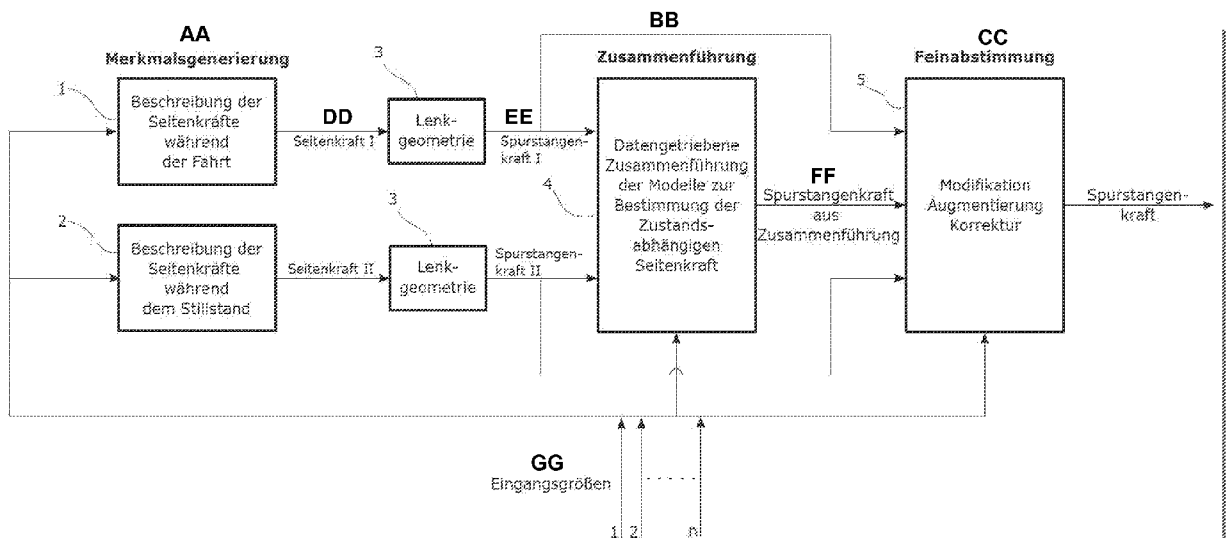 AA
Merkmalsgenerierung
1
Beschreibung der
Seitenkräfte
während
der Fahrt
DD
Seitenkraft I
3
Lenk-
geometrie
EE
Spurstangen-
kraft I
2
Beschreibung der
Seitenkräfte
während
dem Stillstand
Seitenkraft II
3
Lenk-
geometrie
Spurstangen-
kraft II
BB
Zusammenführung
4
Datengetriebene
Zusammenführung
der Modelle zur
Bestimmung der
Zustands-
abhängigen
Seitenkraft
FF
Spurstangenkraft
aus
Zusammenführung
CC
Feinabstimmung
5
Modifikation
Augmentierung
Korrektur
Spurstangen-
kraft
GG
Eingangsgrößen
1 2 n